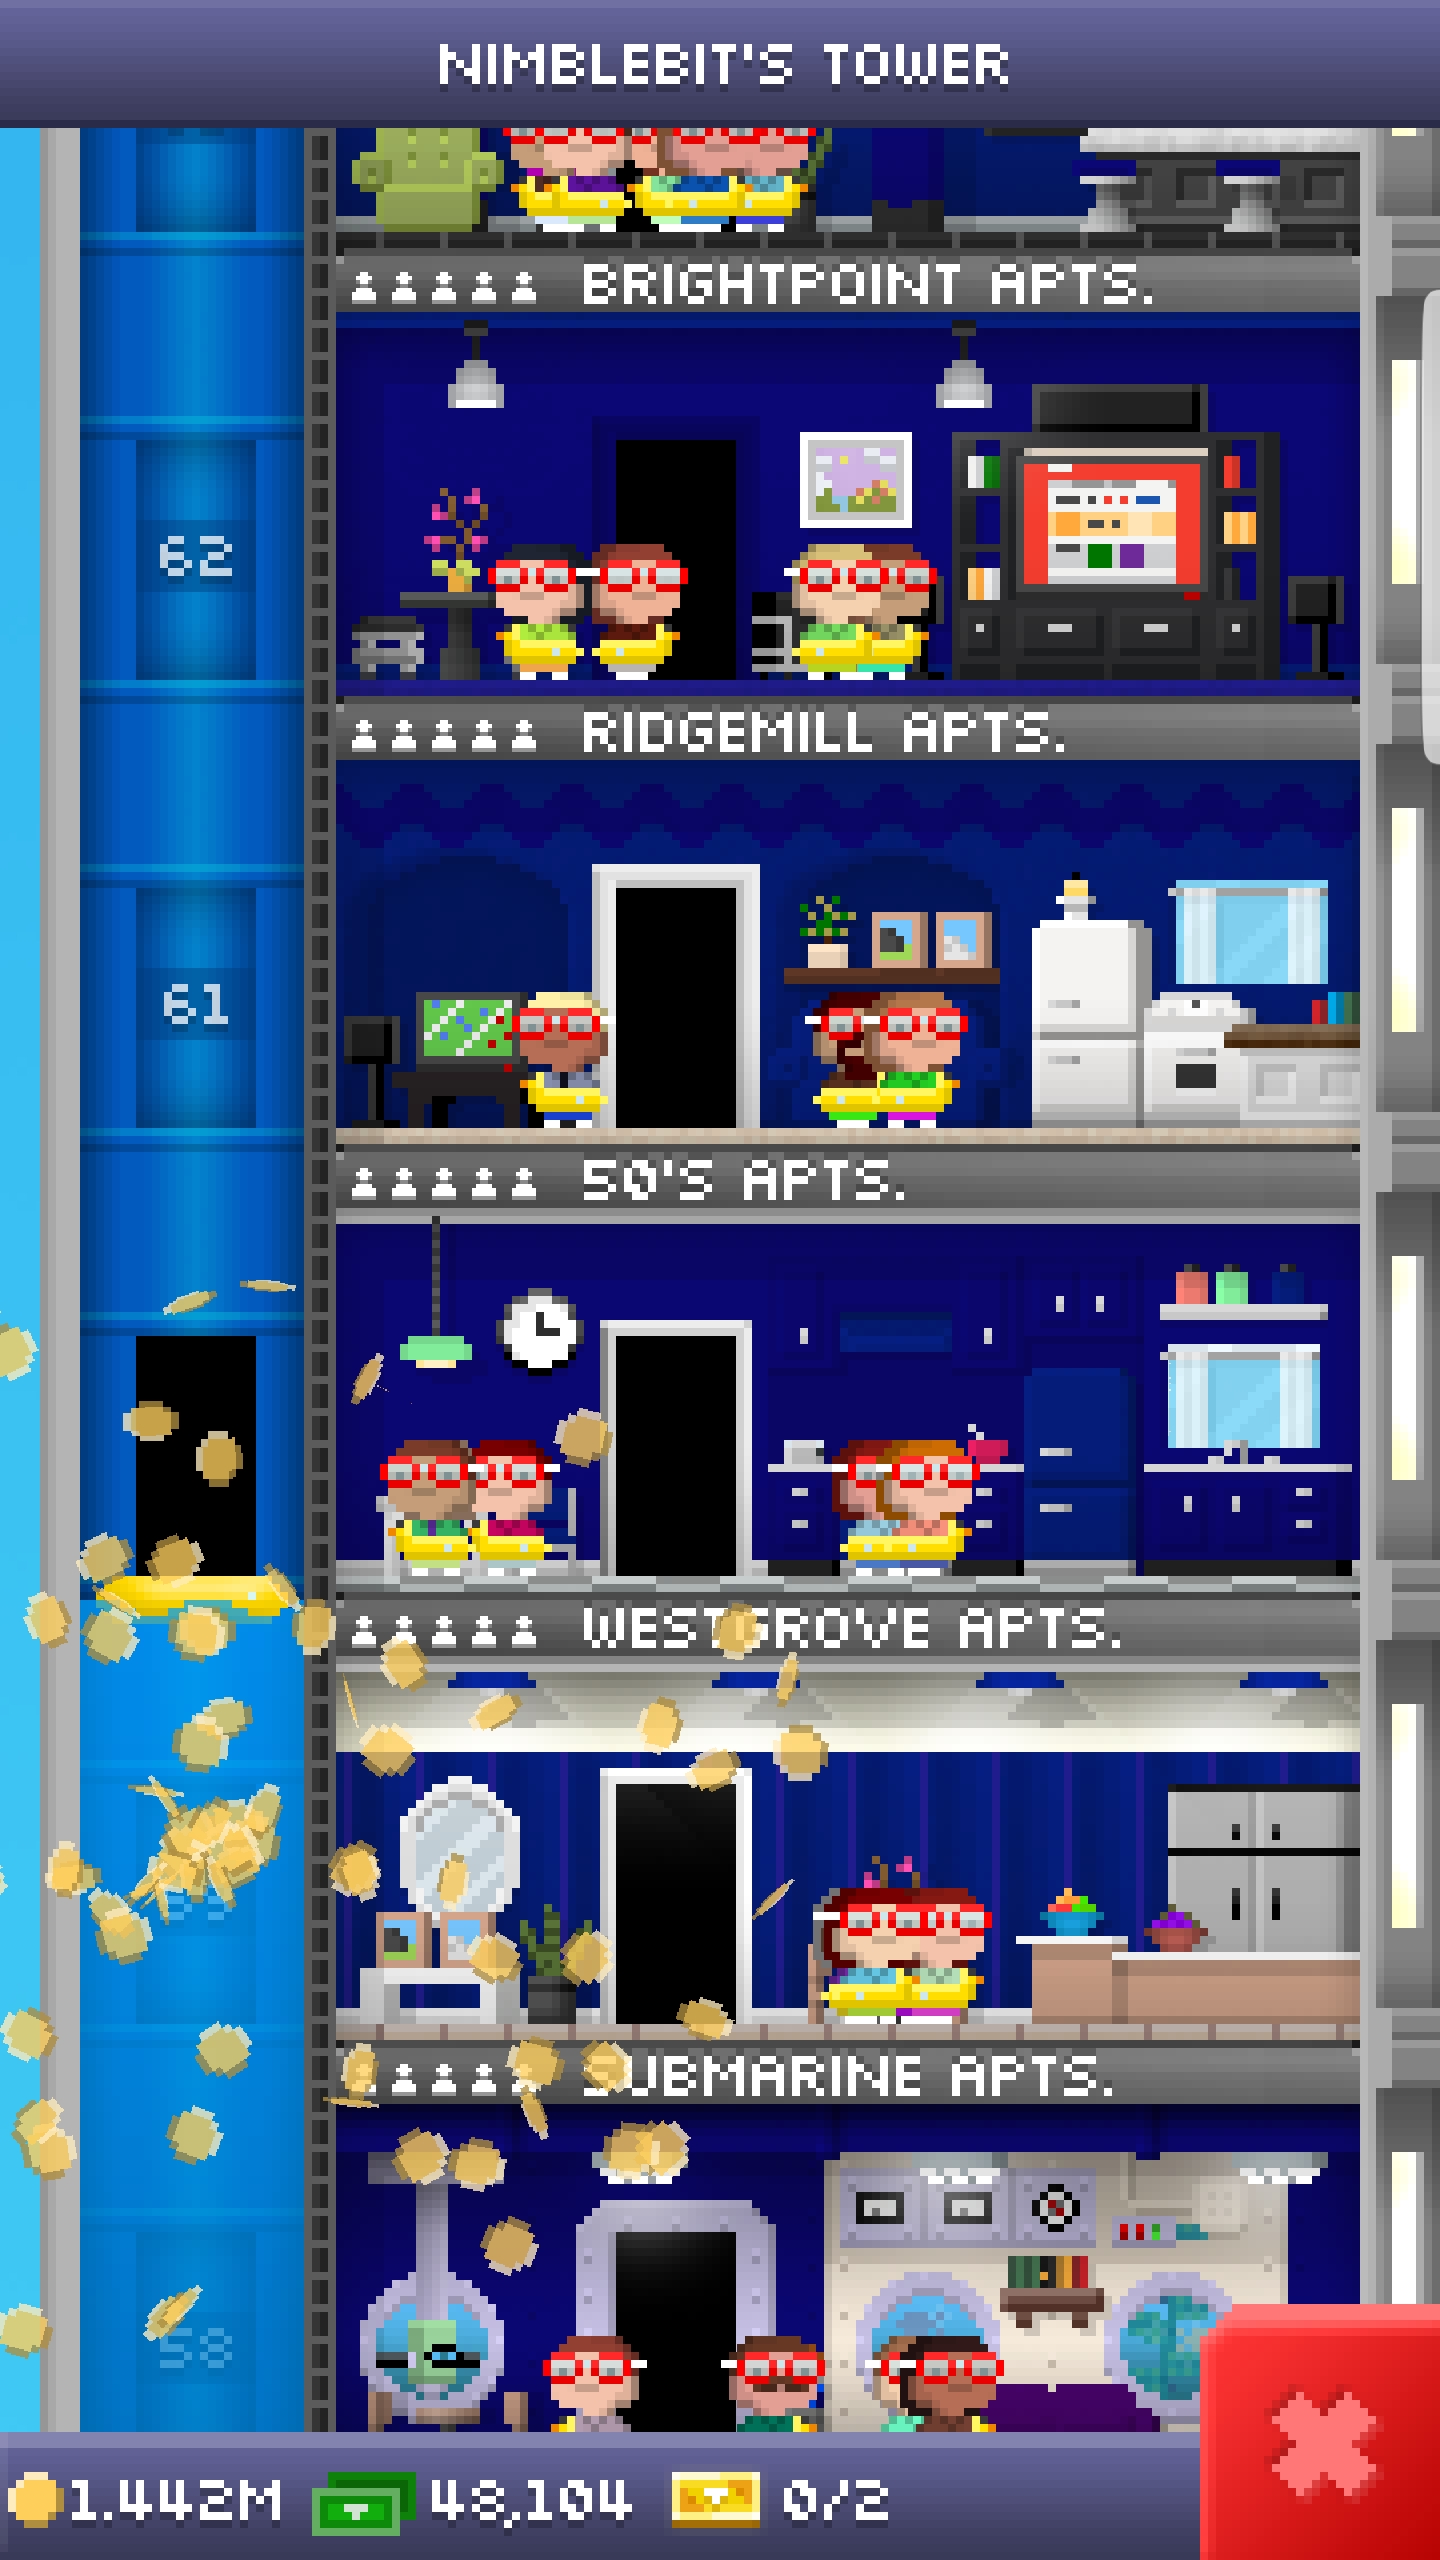 NIMBLEBIT'S TOWER
BRIGHTPOINT APTS.
62
RIDGEMILL APTS.
61
50'S APTS.
WESTGROVE APTS.
SUBMARINE APTS.
58
1.442M 48,104 0/2